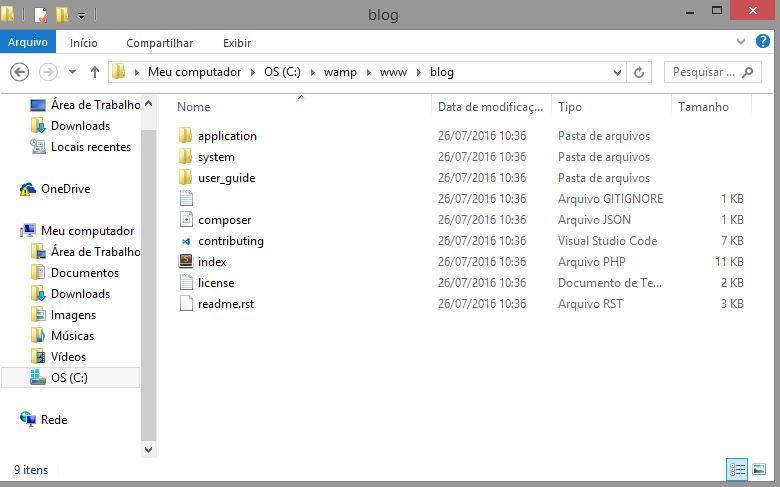 blog
Arquivo Início Compartilhar Exibir
Meu computador OS (C:) wamp www blog Pesquisar ...
Nome Data de modificaç... Tipo Tamanho
Área de Trabalho
Downloads
Locais recentes
OneDrive
Meu computador
Área de Trabalho
Documentos
Downloads
Imagens
Músicas
Vídeos
OS (C:)
Rede
application 26/07/2016 10:36 Pasta de arquivos
system 26/07/2016 10:36 Pasta de arquivos
user_guide 26/07/2016 10:36 Pasta de arquivos
26/07/2016 10:36 Arquivo GITIGNORE 1 KB
composer 26/07/2016 10:36 Arquivo JSON 1 KB
contributing 26/07/2016 10:36 Visual Studio Code 7 KB
index 26/07/2016 10:36 Arquivo PHP 11 KB
license 26/07/2016 10:36 Documento de Te... 2 KB
readme.rst 26/07/2016 10:36 Arquivo RST 3 KB
9 itens